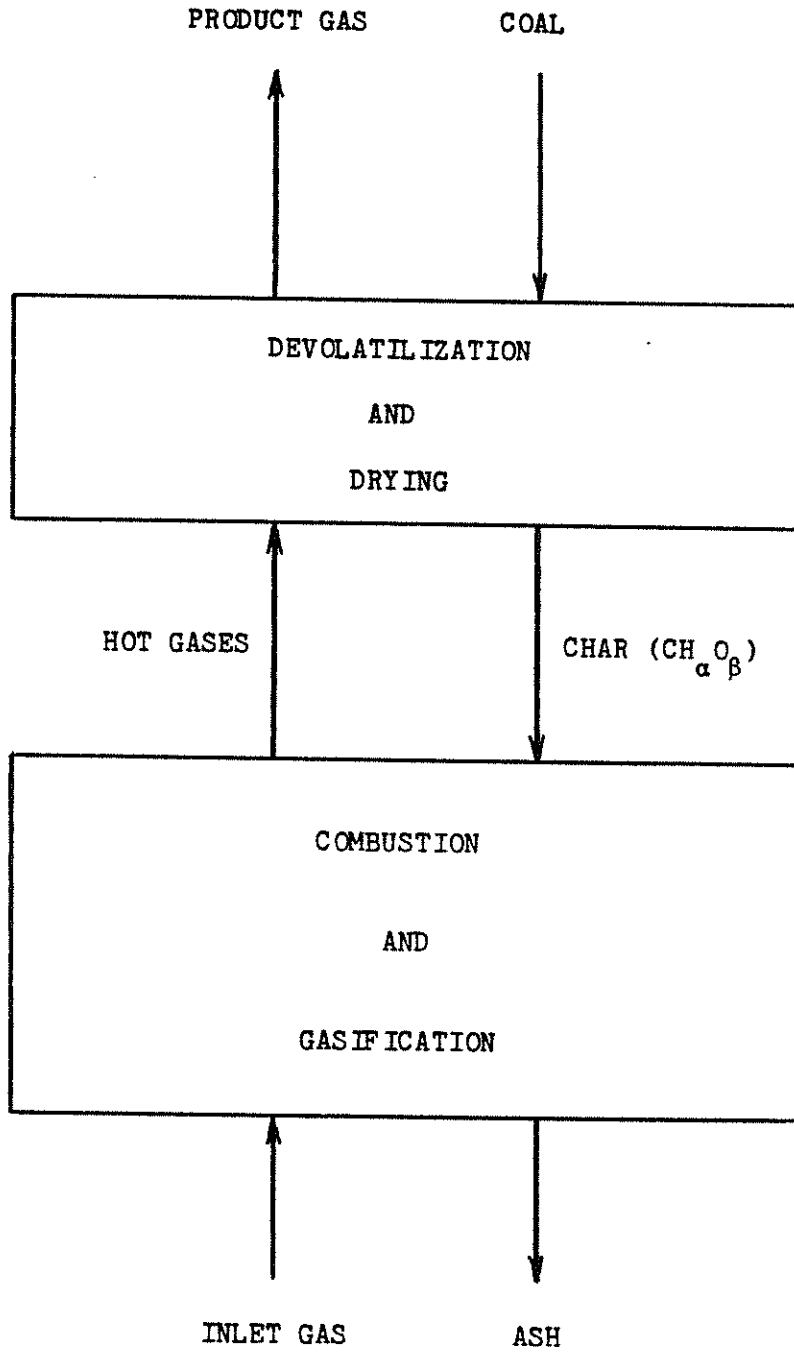 PRODUCT GAS
COAL
DEVOLATILIZATION
AND
DRYING
HOT GASES
CHAR (CHαOβ)
COMBUSTION
AND
GASIFICATION
INLET GAS
ASH